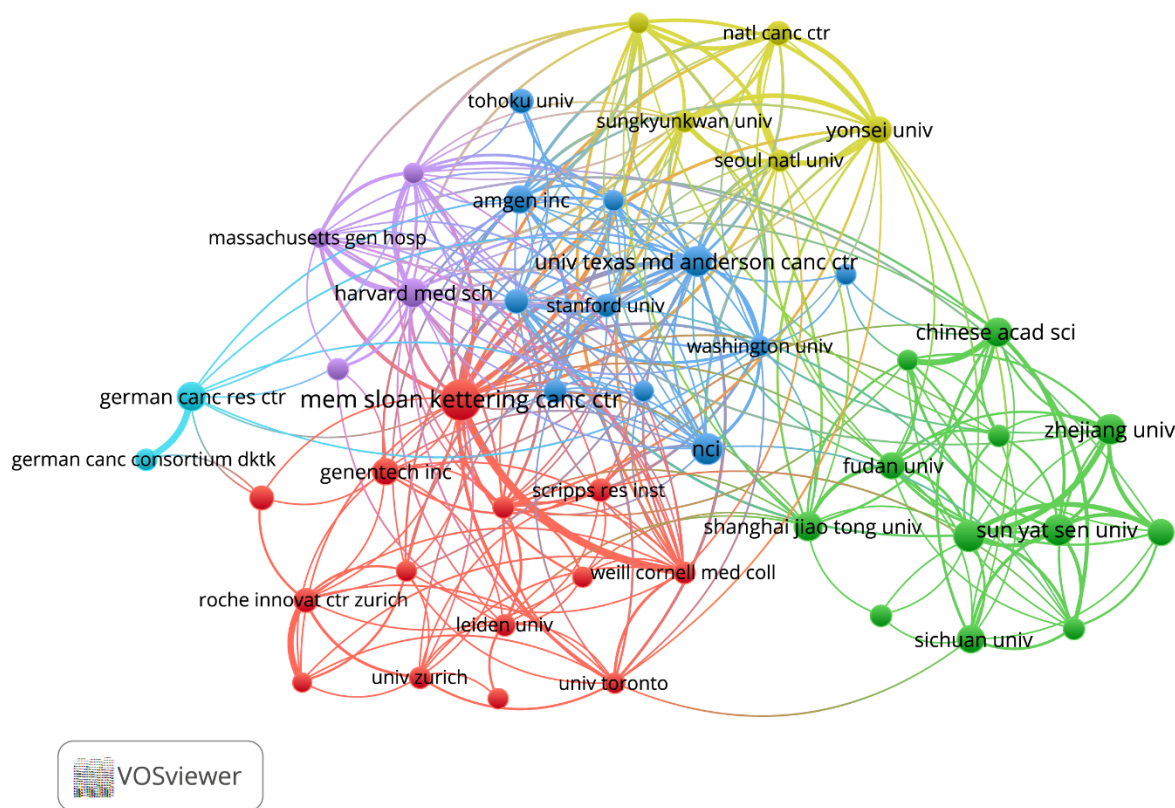 natl canc ctr
tohoku univ
sungkyunkwan univ
yonsei univ
seoul natl univ
amgen inc
massachusetts gen hosp
univ texas md anderson canc ctr
harvard med sch
stanford univ
chinese acad sci
washington univ
german canc res ctr
mem sloan kettering canc ctr
zhejiang univ
nci
german canc consortium dktk
genentech inc
fudan univ
scripps res inst
shanghai jiao tong univ
sun yat sen univ
weill cornell med coll
roche innovat ctr zurich
leiden univ
sichuan univ
univ zurich
univ toronto
VOSviewer